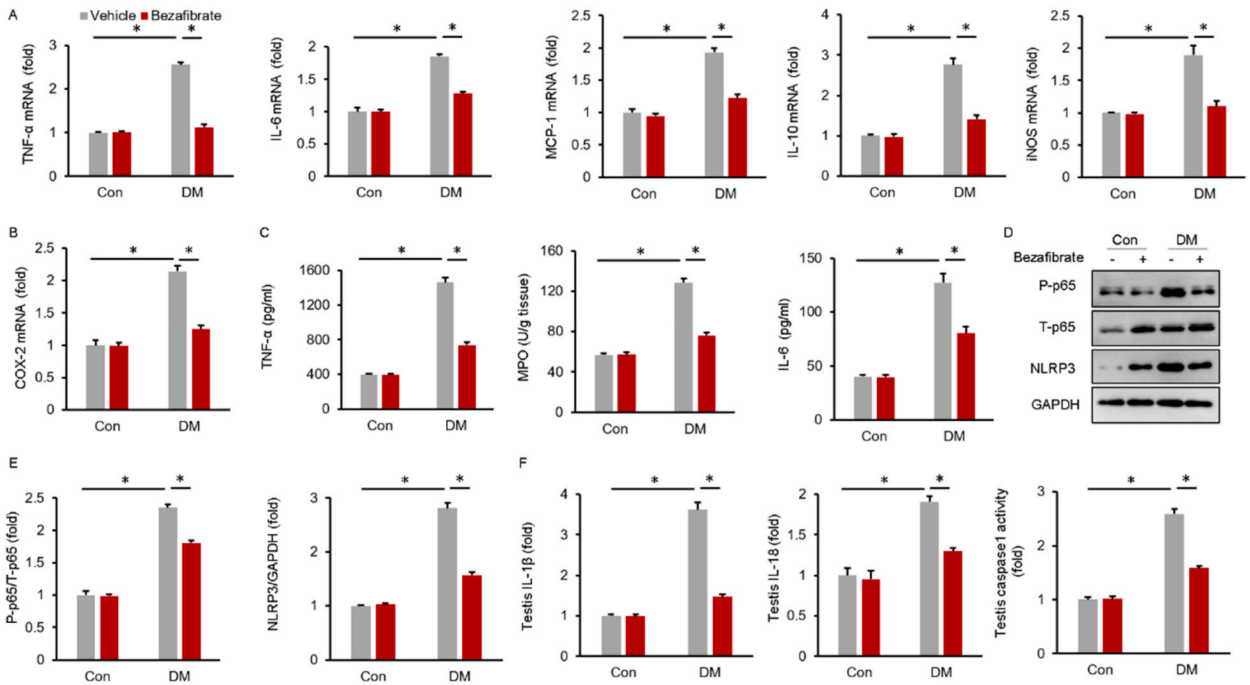 A
Vehicle Bezafibrate
TNF-α mRNA (fold)
3
2
1
0
* *
Con DM
IL-6 mRNA (fold)
2
1.5
1
0.5
0
* *
Con DM
MCP-1 mRNA (fold)
2
1.5
1
0.5
0
* *
Con DM
IL-10 mRNA (fold)
4
3
2
1
0
* *
Con DM
iNOS mRNA (fold)
2
1.5
1
0.5
0
* *
Con DM
B
COX-2 mRNA (fold)
2.5
2
1.5
1
0.5
0
* *
Con DM
C
TNF-α (pg/ml)
1600
1200
800
400
0
* *
Con DM
MPO (U/g tissue)
160
120
80
40
0
* *
Con DM
IL-6 (pg/ml)
150
100
50
0
* *
Con DM
D
Con DM
Bezafibrate - + - +
P-p65
T-p65
NLRP3
GAPDH
E
P-p65/T-p65 (fold)
2.5
2
1.5
1
0.5
0
* *
Con DM
NLRP3/GAPDH (fold)
3
2
1
0
* *
Con DM
F
Testis IL-1β (fold)
4
3
2
1
0
* *
Con DM
Testis IL-18 (fold)
2
1.5
1
0.5
0
* *
Con DM
Testis caspase1 activity
(fold)
3
2
1
0
* *
Con DM